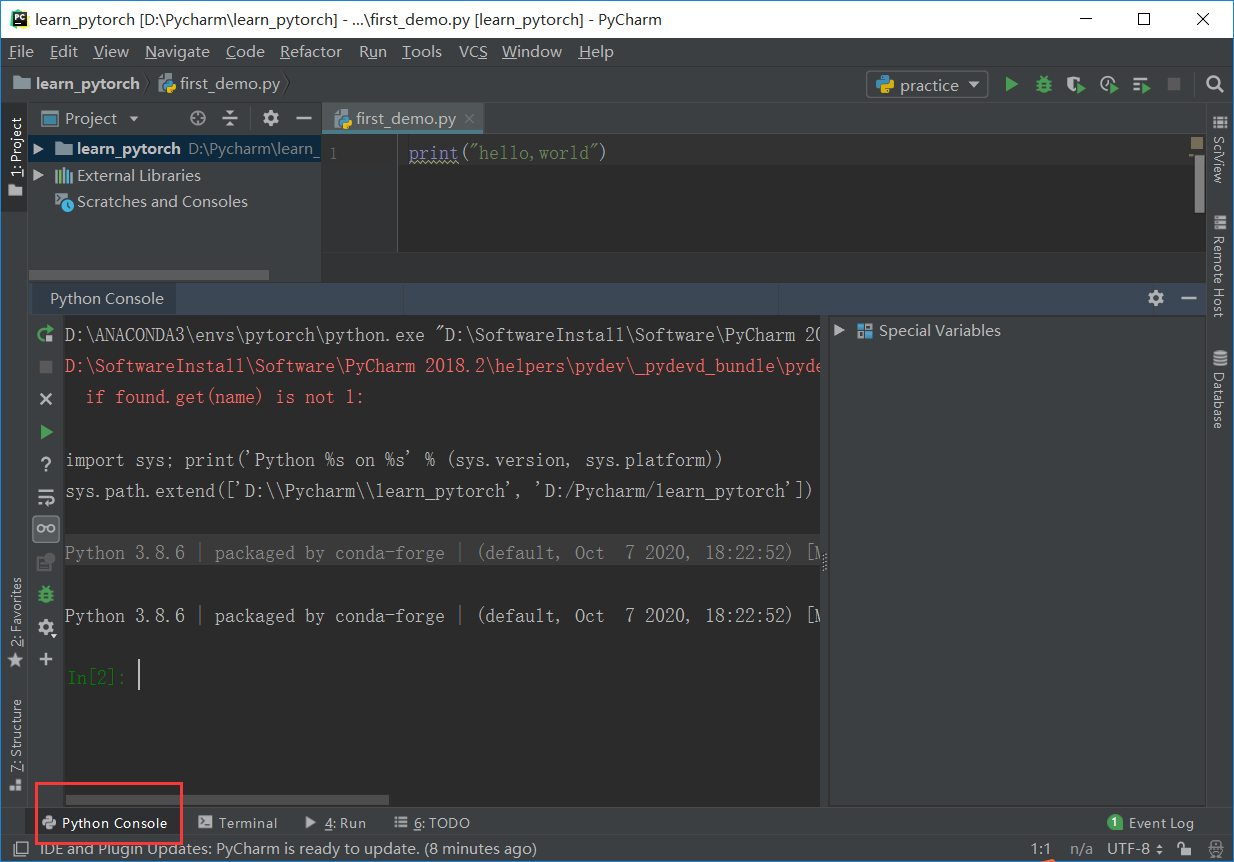 learn_pytorch [D:\Pycharm\learn_pytorch] - ...\first_demo.py [learn_pytorch] - PyCharm
File Edit View Navigate Code Refactor Run Tools VCS Window Help
learn_pytorch first_demo.py practice
1: Project
Project
first_demo.py
learn_pytorch D:\Pycharm\learn_
External Libraries
Scratches and Consoles
1 print("hello,world")
SciView
Remote Host
Database
Python Console
D:\ANACONDA3\envs\pytorch\python.exe "D:\SoftwareInstall\Software\PyCharm 20
D:\SoftwareInstall\Software\PyCharm 2018.2\helpers\pydev\_pydevd_bundle\pyde
if found.get(name) is not 1:
import sys; print('Python %s on %s' % (sys.version, sys.platform))
sys.path.extend(['D:\\Pycharm\\learn_pytorch', 'D:/Pycharm/learn_pytorch'])
Python 3.8.6 | packaged by conda-forge | (default, Oct  7 2020, 18:22:52) [M
Python 3.8.6 | packaged by conda-forge | (default, Oct  7 2020, 18:22:52) [M
In[2]:
Special Variables
2: Favorites
7: Structure
Python Console Terminal 4: Run 6: TODO 1 Event Log
IDE and Plugin Updates: PyCharm is ready to update. (8 minutes ago) 1:1 n/a UTF-8